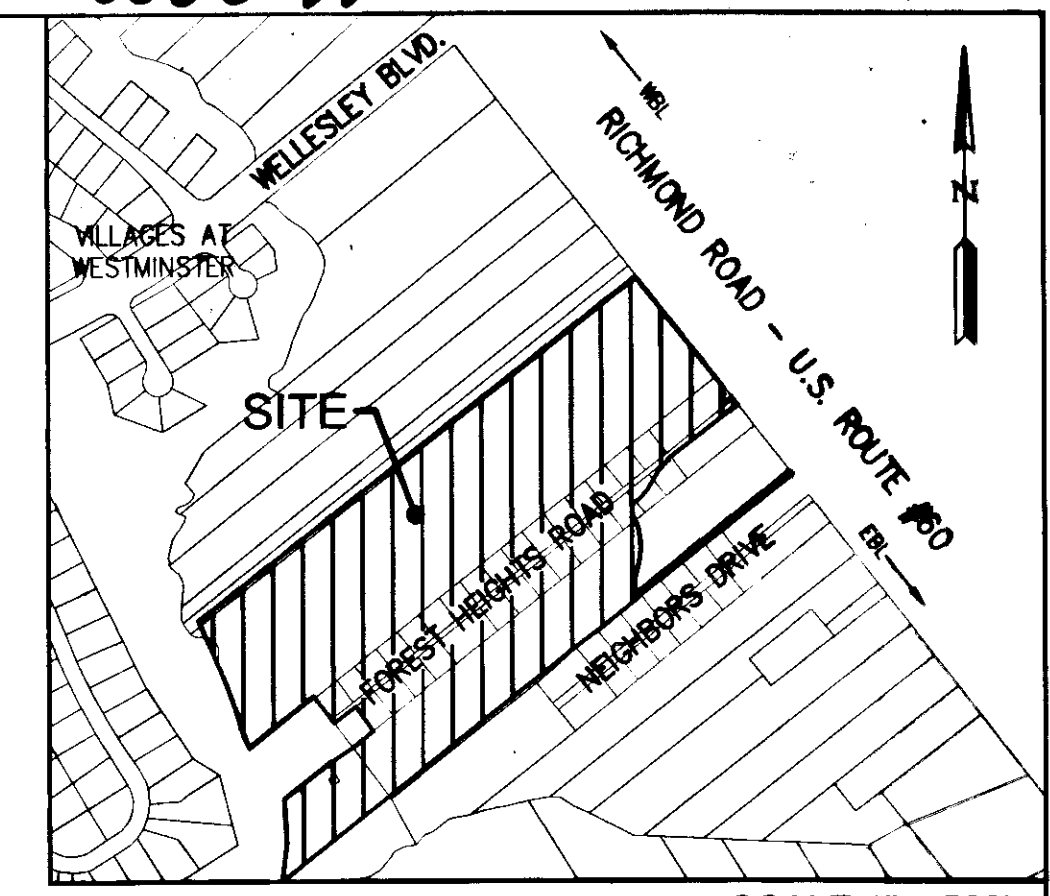 WELLESLEY BLVD.
WBL
RICHMOND ROAD - U.S. ROUTE #60
N
VILLAGES AT
WESTMINSTER
SITE
FOREST HEIGHTS ROAD
NEIGHBORS DRIVE
EBL